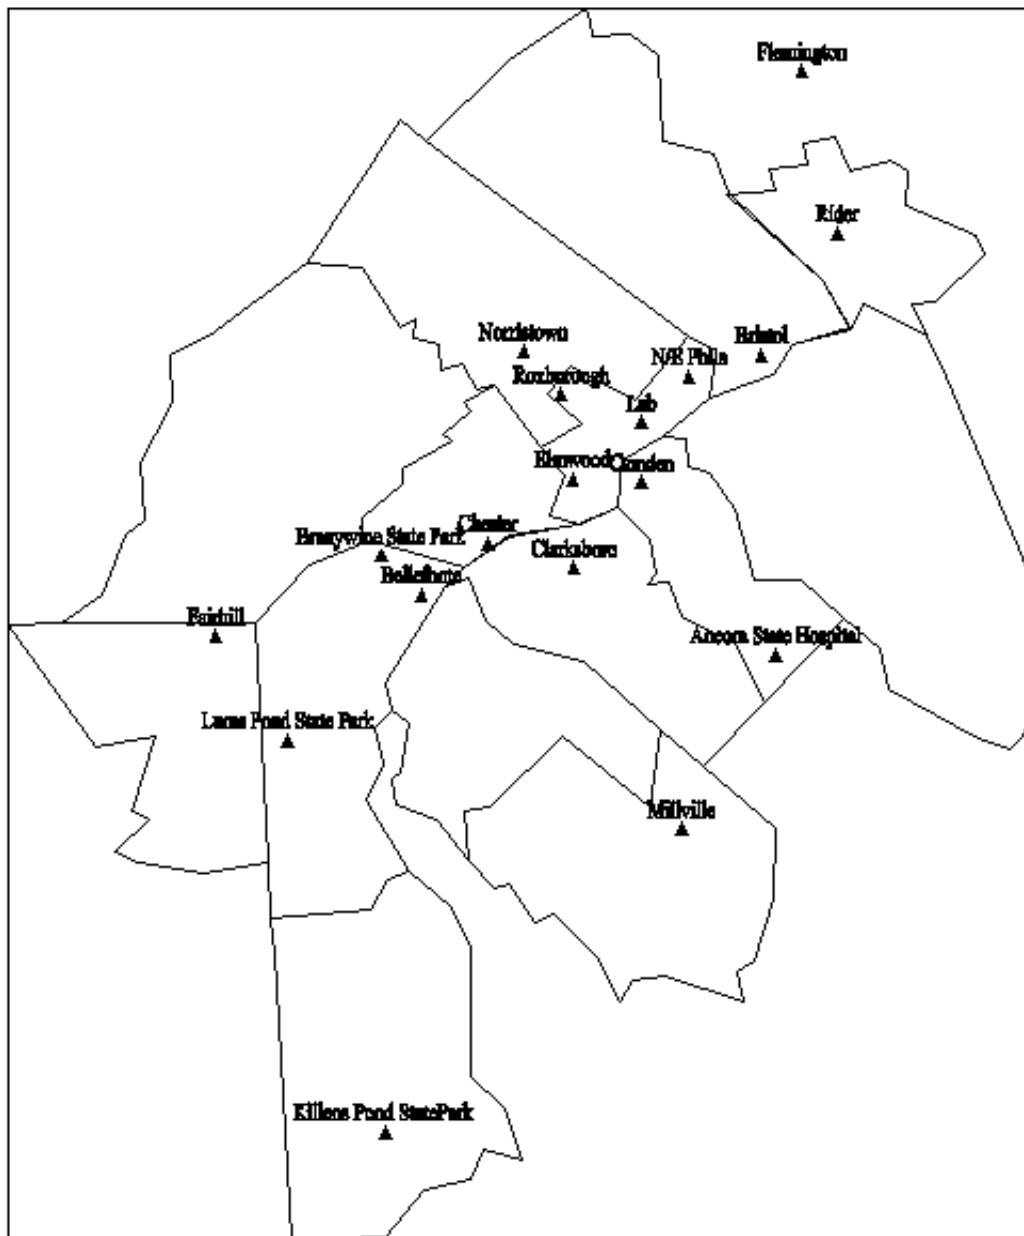 Flemington
Rider
Norristown
Bristol
N/E Phila
Roxborough
Lab
Elmwood
Camden
Chester
Brnaywine State Park
Clarksboro
Bellefonte
Fairhill
Ancora State Hospital
Lums Pond State Park
Millville
Killens Pond StatePark